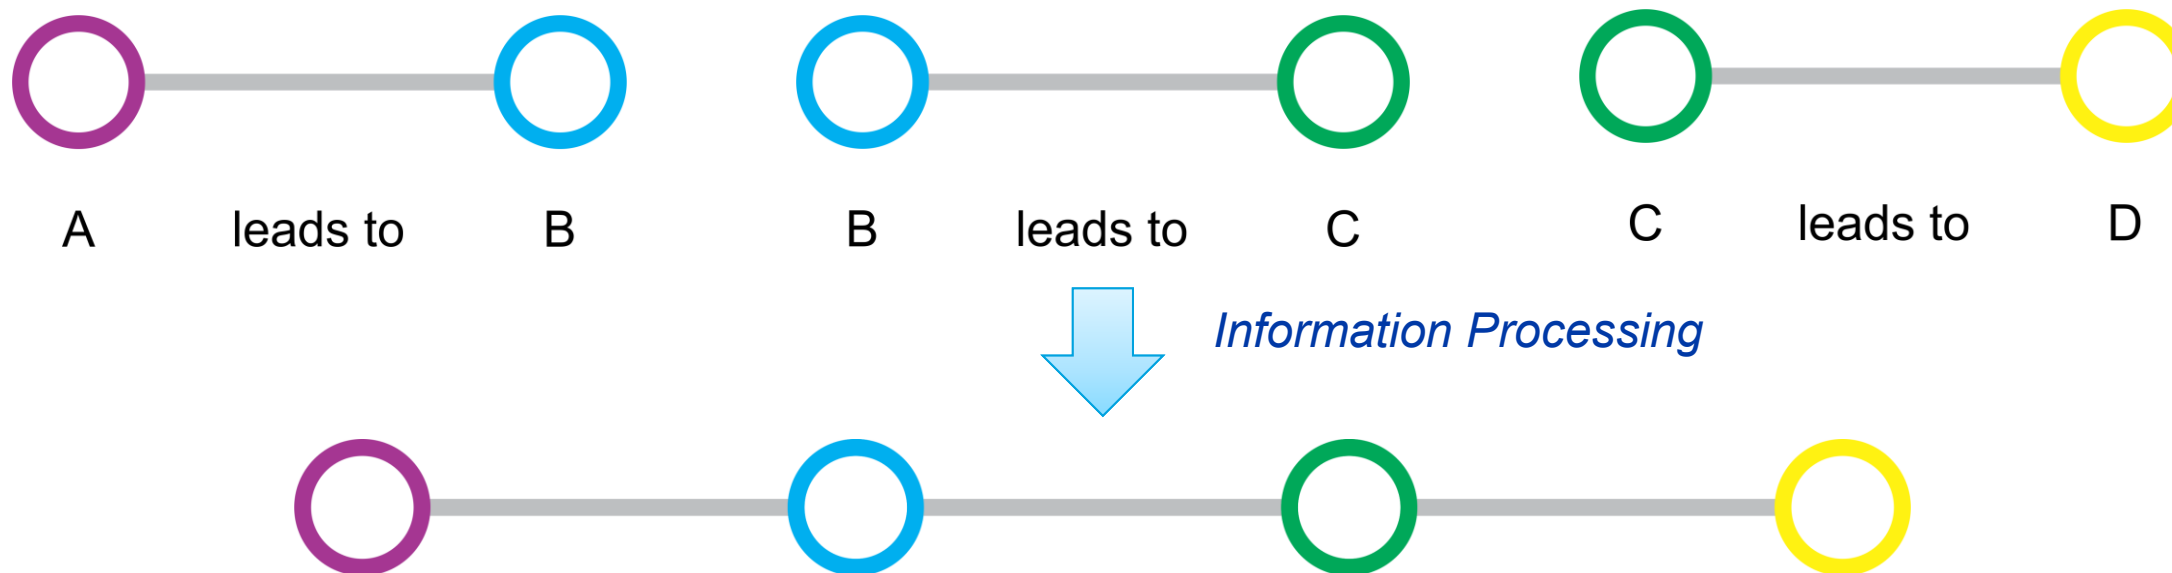 A leads to B B leads to C C leads to D
Information Processing